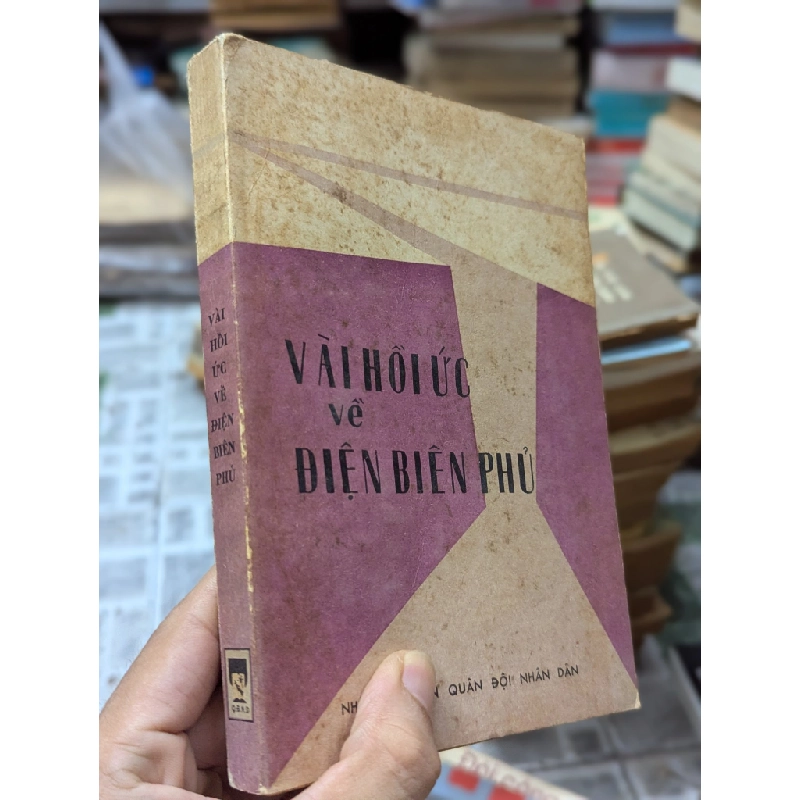 VÀI HỒI ỨC
về
ĐIỆN BIÊN PHỦ
QUÂN ĐỘI NHÂN DÂN
VÀI
HỒI
ỨC
VỀ
ĐIỆN
BIÊN
PHỦ